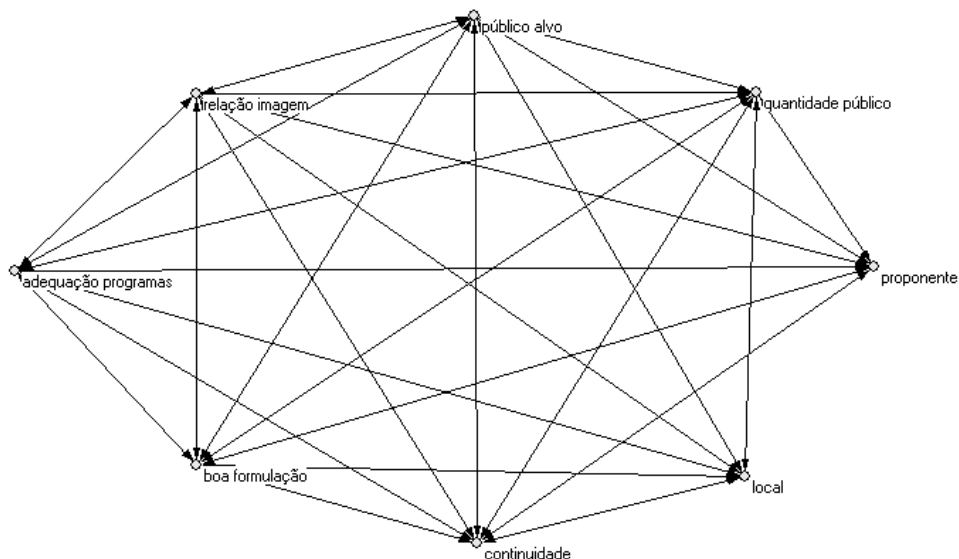 público alvo
relação imagem
quantidade público
adequação programas
proponente
boa formulação
local
continuidade